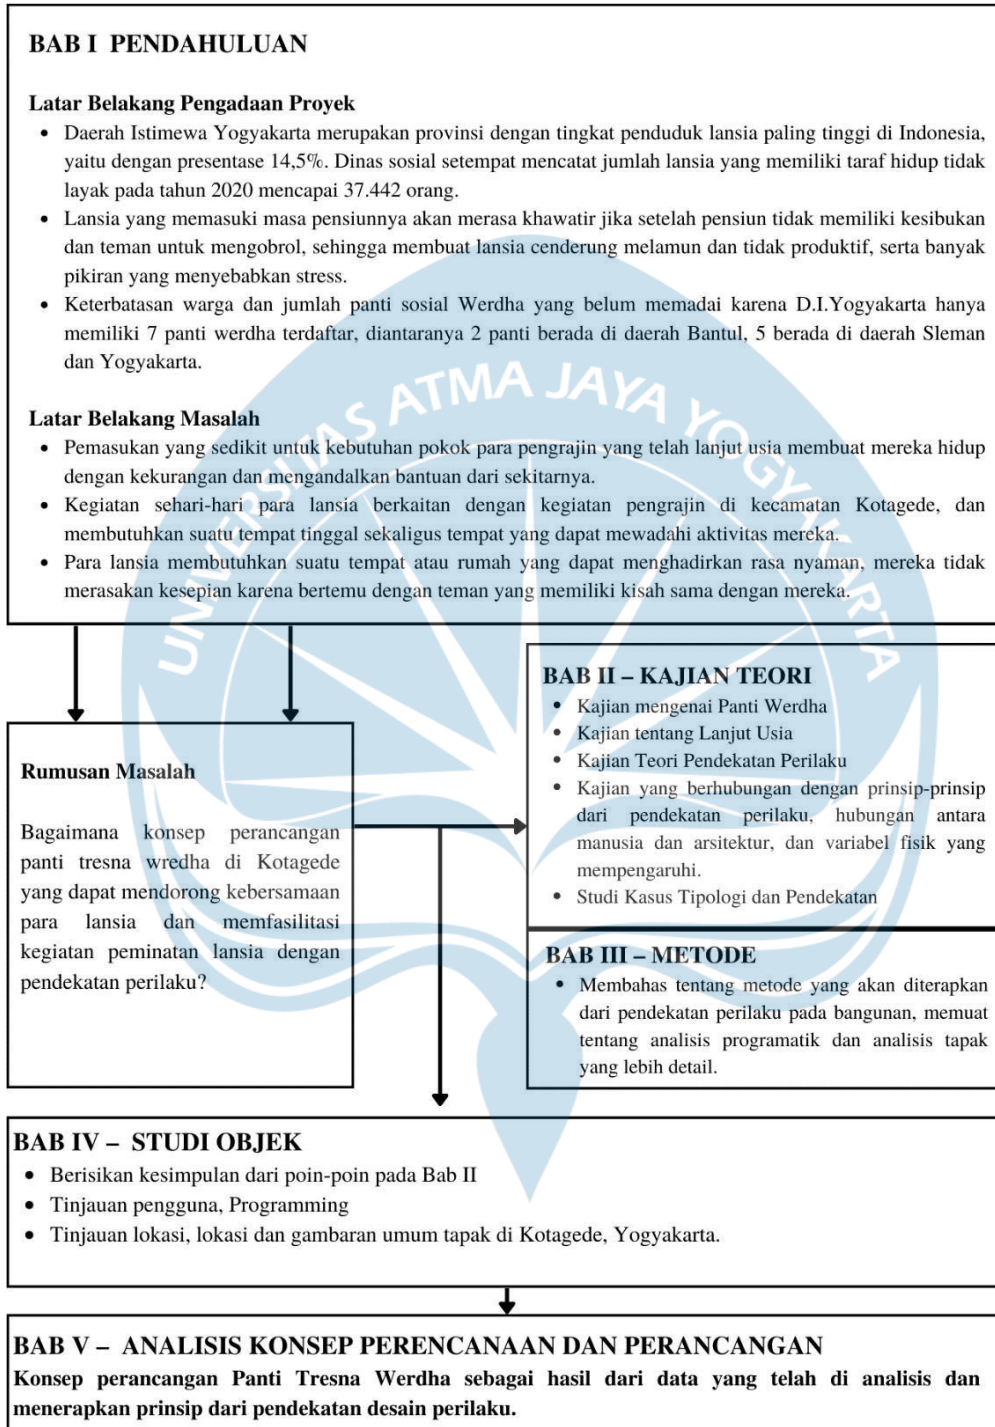 BAB I PENDAHULUAN
Latar Belakang Pengadaan Proyek
• Daerah Istimewa Yogyakarta merupakan provinsi dengan tingkat penduduk lansia paling tinggi di Indonesia,
yaitu dengan presentase 14,5%. Dinas sosial setempat mencatat jumlah lansia yang memiliki taraf hidup tidak
layak pada tahun 2020 mencapai 37.442 orang.
• Lansia yang memasuki masa pensiunnya akan merasa khawatir jika setelah pensiun tidak memiliki kesibukan
dan teman untuk mengobrol, sehingga membuat lansia cenderung melamun dan tidak produktif, serta banyak
pikiran yang menyebabkan stress.
• Keterbatasan warga dan jumlah panti sosial Werdha yang belum memadai karena D.I.Yogyakarta hanya
memiliki 7 panti werdha terdaftar, diantaranya 2 panti berada di daerah Bantul, 5 berada di daerah Sleman
dan Yogyakarta.
Latar Belakang Masalah
• Pemasukan yang sedikit untuk kebutuhan pokok para pengrajin yang telah lanjut usia membuat mereka hidup
dengan kekurangan dan mengandalkan bantuan dari sekitarnya.
• Kegiatan sehari-hari para lansia berkaitan dengan kegiatan pengrajin di kecamatan Kotagede, dan
membutuhkan suatu tempat tinggal sekaligus tempat yang dapat mewadahi aktivitas mereka.
• Para lansia membutuhkan suatu tempat atau rumah yang dapat menghadirkan rasa nyaman, mereka tidak
merasakan kesepian karena bertemu dengan teman yang memiliki kisah sama dengan mereka.
UNIVERSITAS ATMA JAYA YOGYAKARTA
Rumusan Masalah
Bagaimana konsep perancangan
panti tresna wredha di Kotagede
yang dapat mendorong kebersamaan
para lansia dan memfasilitasi
kegiatan peminatan lansia dengan
pendekatan perilaku?
BAB II – KAJIAN TEORI
• Kajian mengenai Panti Werdha
• Kajian tentang Lanjut Usia
• Kajian Teori Pendekatan Perilaku
• Kajian yang berhubungan dengan prinsip-prinsip
dari pendekatan perilaku, hubungan antara
manusia dan arsitektur, dan variabel fisik yang
mempengaruhi.
• Studi Kasus Tipologi dan Pendekatan
BAB III – METODE
• Membahas tentang metode yang akan diterapkan
dari pendekatan perilaku pada bangunan, memuat
tentang analisis programatik dan analisis tapak
yang lebih detail.
BAB IV – STUDI OBJEK
• Berisikan kesimpulan dari poin-poin pada Bab II
• Tinjauan pengguna, Programming
• Tinjauan lokasi, lokasi dan gambaran umum tapak di Kotagede, Yogyakarta.
BAB V – ANALISIS KONSEP PERENCANAAN DAN PERANCANGAN
Konsep perancangan Panti Tresna Werdha sebagai hasil dari data yang telah di analisis dan
menerapkan prinsip dari pendekatan desain perilaku.